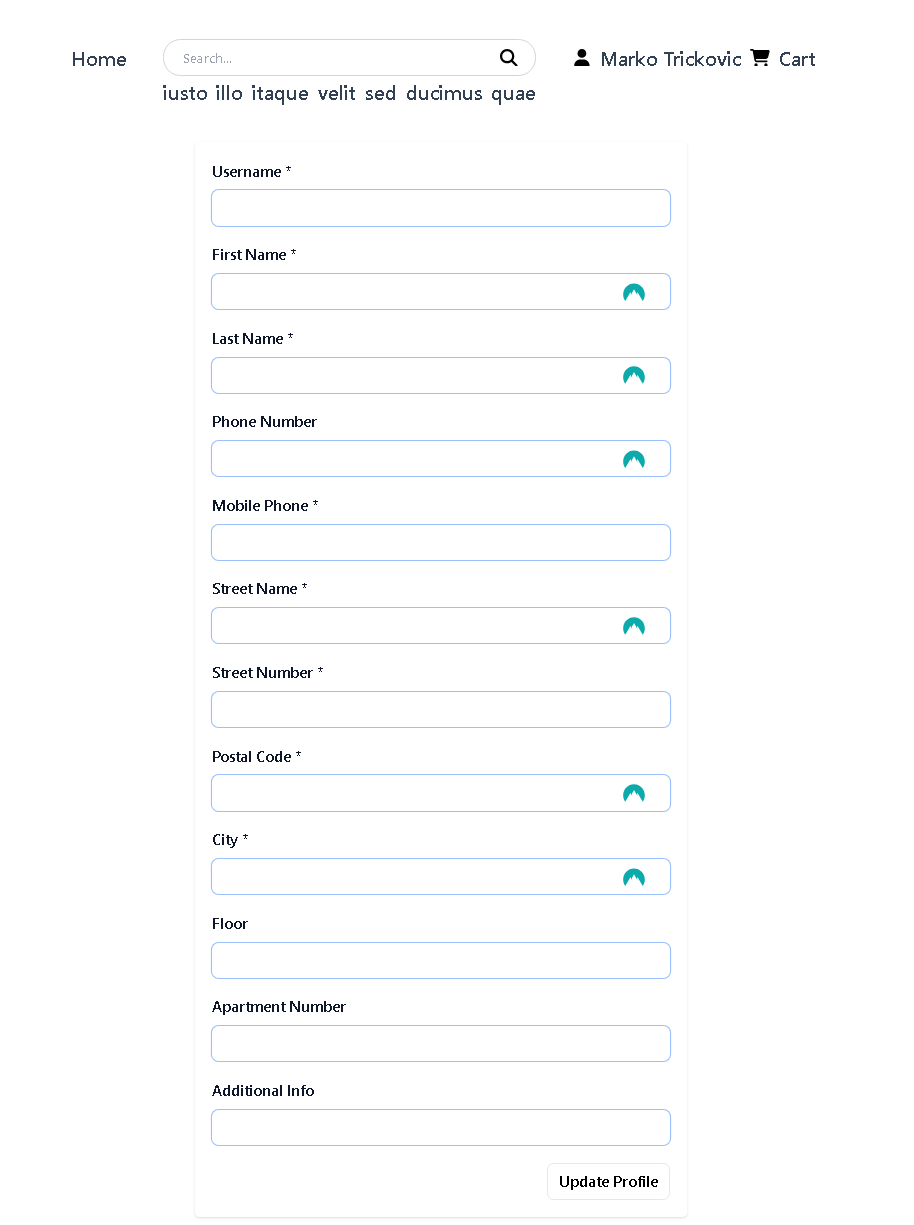 Home
Search...
Marko Trickovic
Cart
iusto illo itaque velit sed ducimus quae
Username *
First Name *
Last Name *
Phone Number
Mobile Phone *
Street Name *
Street Number *
Postal Code *
City *
Floor
Apartment Number
Additional Info
Update Profile